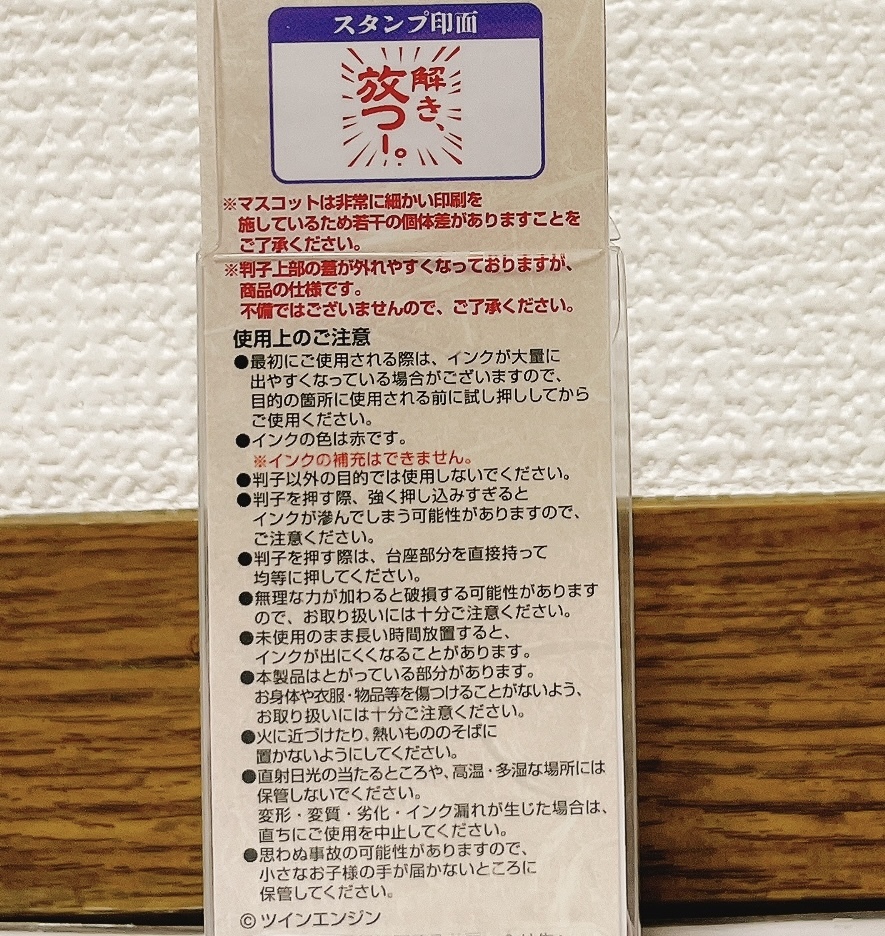 スタンプ印面
解き、
放つー。
※マスコットは非常に細かい印刷を
施しているため若干の個体差がありますことを
ご了承ください。
※判子上部の蓋が外れやすくなっておりますが、
商品の仕様です。
不備ではございませんので、ご了承ください。
使用上のご注意
●最初にご使用される際は、インクが大量に
出やすくなっている場合がございますので、
目的の箇所に使用される前に試し押ししてから
ご使用ください。
●インクの色は赤です。
※インクの補充はできません。
●判子以外の目的では使用しないでください。
●判子を押す際、強く押し込みすぎると
インクが滲んでしまう可能性がありますので、
ご注意ください。
●判子を押す際は、台座部分を直接持って
均等に押してください。
●無理な力が加わると破損する可能性があります
ので、お取り扱いには十分ご注意ください。
●未使用のまま長い時間放置すると、
インクが出にくくなることがあります。
●本製品はとがっている部分があります。
お身体や衣服・物品等を傷つけることがないよう、
お取り扱いには十分ご注意ください。
●火に近づけたり、熱いもののそばに
置かないようにしてください。
●直射日光の当たるところや、高温・多湿な場所には
保管しないでください。
変形・変質・劣化・インク漏れが生じた場合は、
直ちにご使用を中止してください。
●思わぬ事故の可能性がありますので、
小さなお子様の手が届かないところに
保管してください。
© ツインエンジン